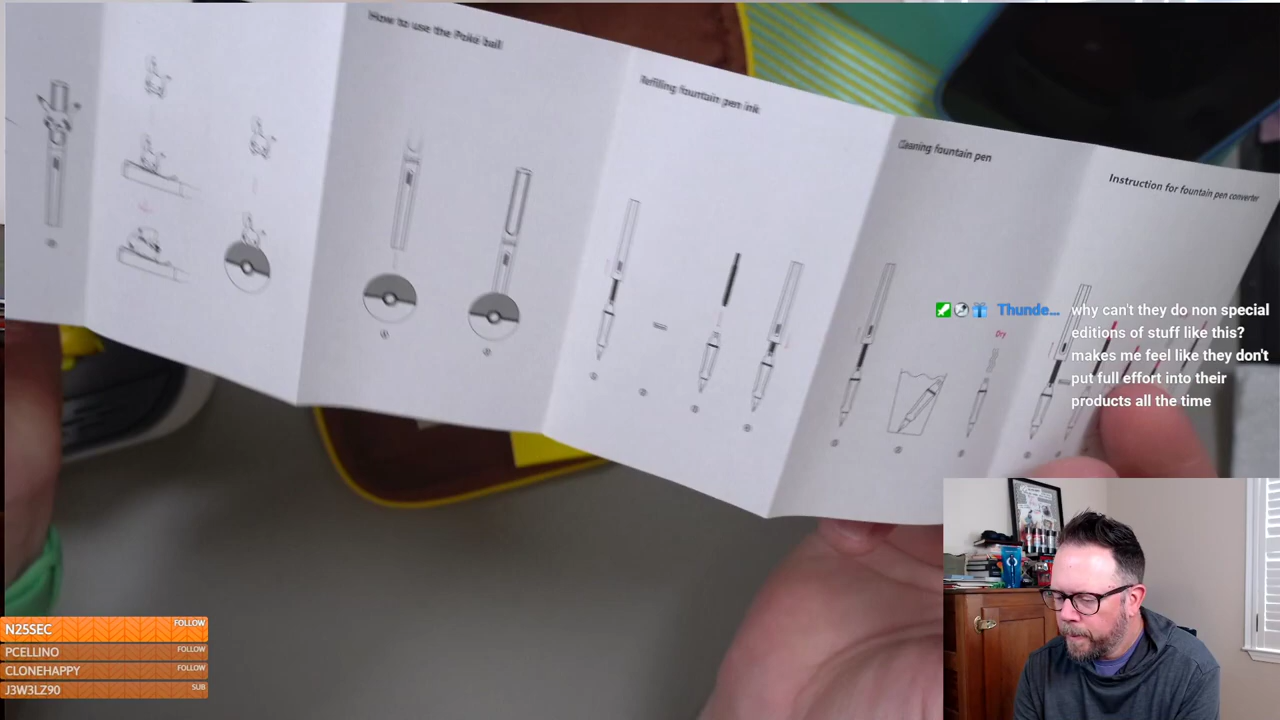 How to use the Poké ball
Refilling fountain pen ink
Cleaning fountain pen
Instruction for fountain pen converter
Dry
Thunde...
why can't they do non special
editions of stuff like this?
makes me feel like they don't
put full effort into their
products all the time
N25SEC FOLLOW
PCELLINO FOLLOW
CLONEHAPPY FOLLOW
J3W3LZ90 SUB